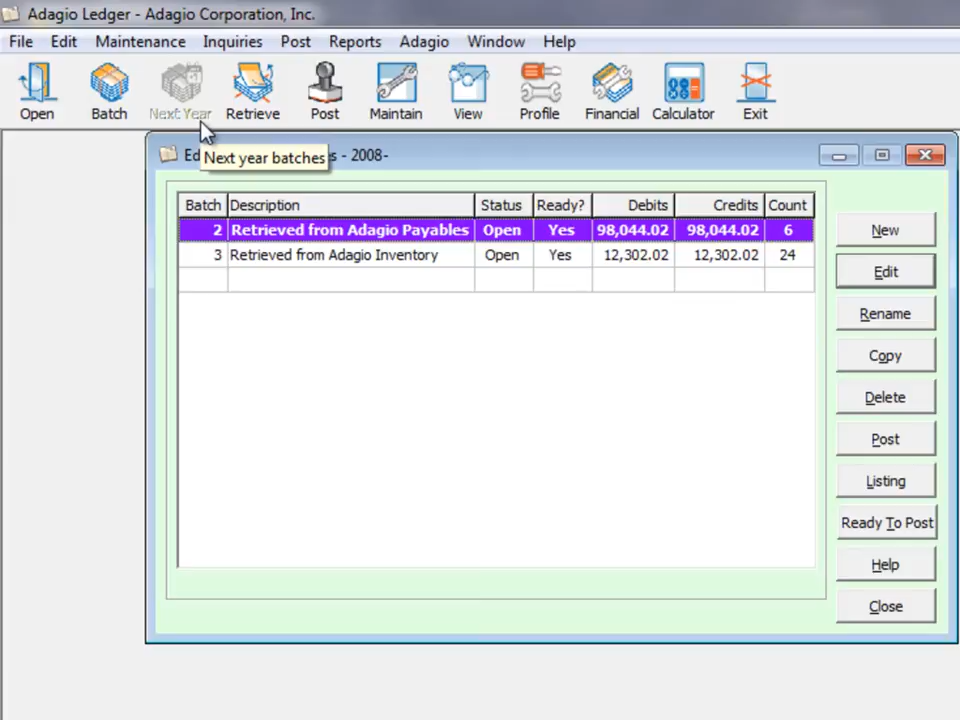 Adagio Ledger - Adagio Corporation, Inc.
File Edit Maintenance Inquiries Post Reports Adagio Window Help
Open Batch Next Year Retrieve Post Maintain View Profile Financial Calculator Exit
Next year batches
Ed s - 2008-
Batch Description Status Ready? Debits Credits Count
2 Retrieved from Adagio Payables Open Yes 98,044.02 98,044.02 6
3 Retrieved from Adagio Inventory Open Yes 12,302.02 12,302.02 24
New
Edit
Rename
Copy
Delete
Post
Listing
Ready To Post
Help
Close